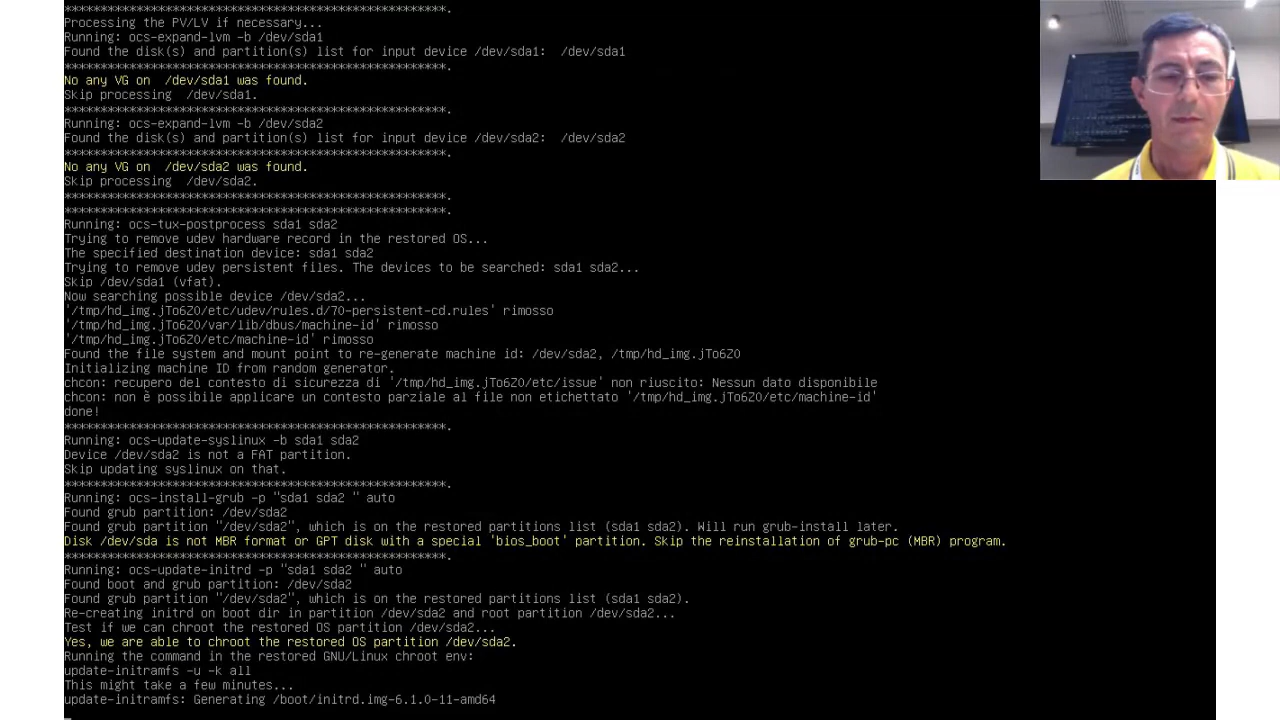 *****************************************************.
Processing the PV/LV if necessary...
Running: ocs-expand-lvm -b /dev/sda1
Found the disk(s) and partition(s) list for input device /dev/sda1:  /dev/sda1
*****************************************************.
No any VG on  /dev/sda1 was found.
Skip processing  /dev/sda1.
*****************************************************.
Running: ocs-expand-lvm -b /dev/sda2
Found the disk(s) and partition(s) list for input device /dev/sda2:  /dev/sda2
*****************************************************.
No any VG on  /dev/sda2 was found.
Skip processing  /dev/sda2.
*****************************************************.
*****************************************************.
Running: ocs-tux-postprocess sda1 sda2
Trying to remove udev hardware record in the restored OS...
The specified destination device: sda1 sda2
Trying to remove udev persistent files. The devices to be searched: sda1 sda2...
Skip /dev/sda1 (vfat).
Now searching possible device /dev/sda2...
'/tmp/hd_img.jTo6Z0/etc/udev/rules.d/70-persistent-cd.rules' rimosso
'/tmp/hd_img.jTo6Z0/var/lib/dbus/machine-id' rimosso
'/tmp/hd_img.jTo6Z0/etc/machine-id' rimosso
Found the file system and mount point to re-generate machine id: /dev/sda2, /tmp/hd_img.jTo6Z0
Initializing machine ID from random generator.
chcon: recupero del contesto di sicurezza di '/tmp/hd_img.jTo6Z0/etc/issue' non riuscito: Nessun dato disponibile
chcon: non è possibile applicare un contesto parziale al file non etichettato '/tmp/hd_img.jTo6Z0/etc/machine-id'
done!
*****************************************************.
Running: ocs-update-syslinux -b sda1 sda2
Device /dev/sda2 is not a FAT partition.
Skip updating syslinux on that.
*****************************************************.
Running: ocs-install-grub -p "sda1 sda2 " auto
Found grub partition: /dev/sda2
Found grub partition "/dev/sda2", which is on the restored partitions list (sda1 sda2). Will run grub-install later.
Disk /dev/sda is not MBR format or GPT disk with a special 'bios_boot' partition. Skip the reinstallation of grub-pc (MBR) program.
*****************************************************.
Running: ocs-update-initrd -p "sda1 sda2 " auto
Found boot and grub partition: /dev/sda2
Found grub partition "/dev/sda2", which is on the restored partitions list (sda1 sda2).
Re-creating initrd on boot dir in partition /dev/sda2 and root partition /dev/sda2...
Test if we can chroot the restored OS partition /dev/sda2...
Yes, we are able to chroot the restored OS partition /dev/sda2.
Running the command in the restored GNU/Linux chroot env:
update-initramfs -u -k all
This might take a few minutes...
update-initramfs: Generating /boot/initrd.img-6.1.0-11-amd64